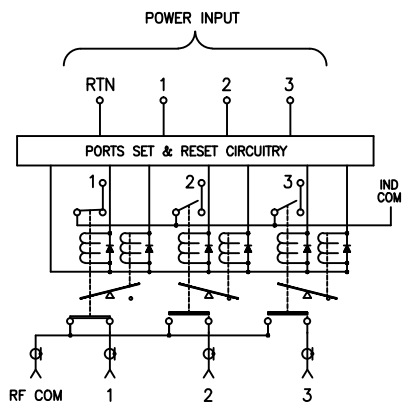 POWER INPUT
RTN 1 2 3
PORTS SET & RESET CIRCUITRY
1 2 3
IND
COM
RF COM 1 2 3